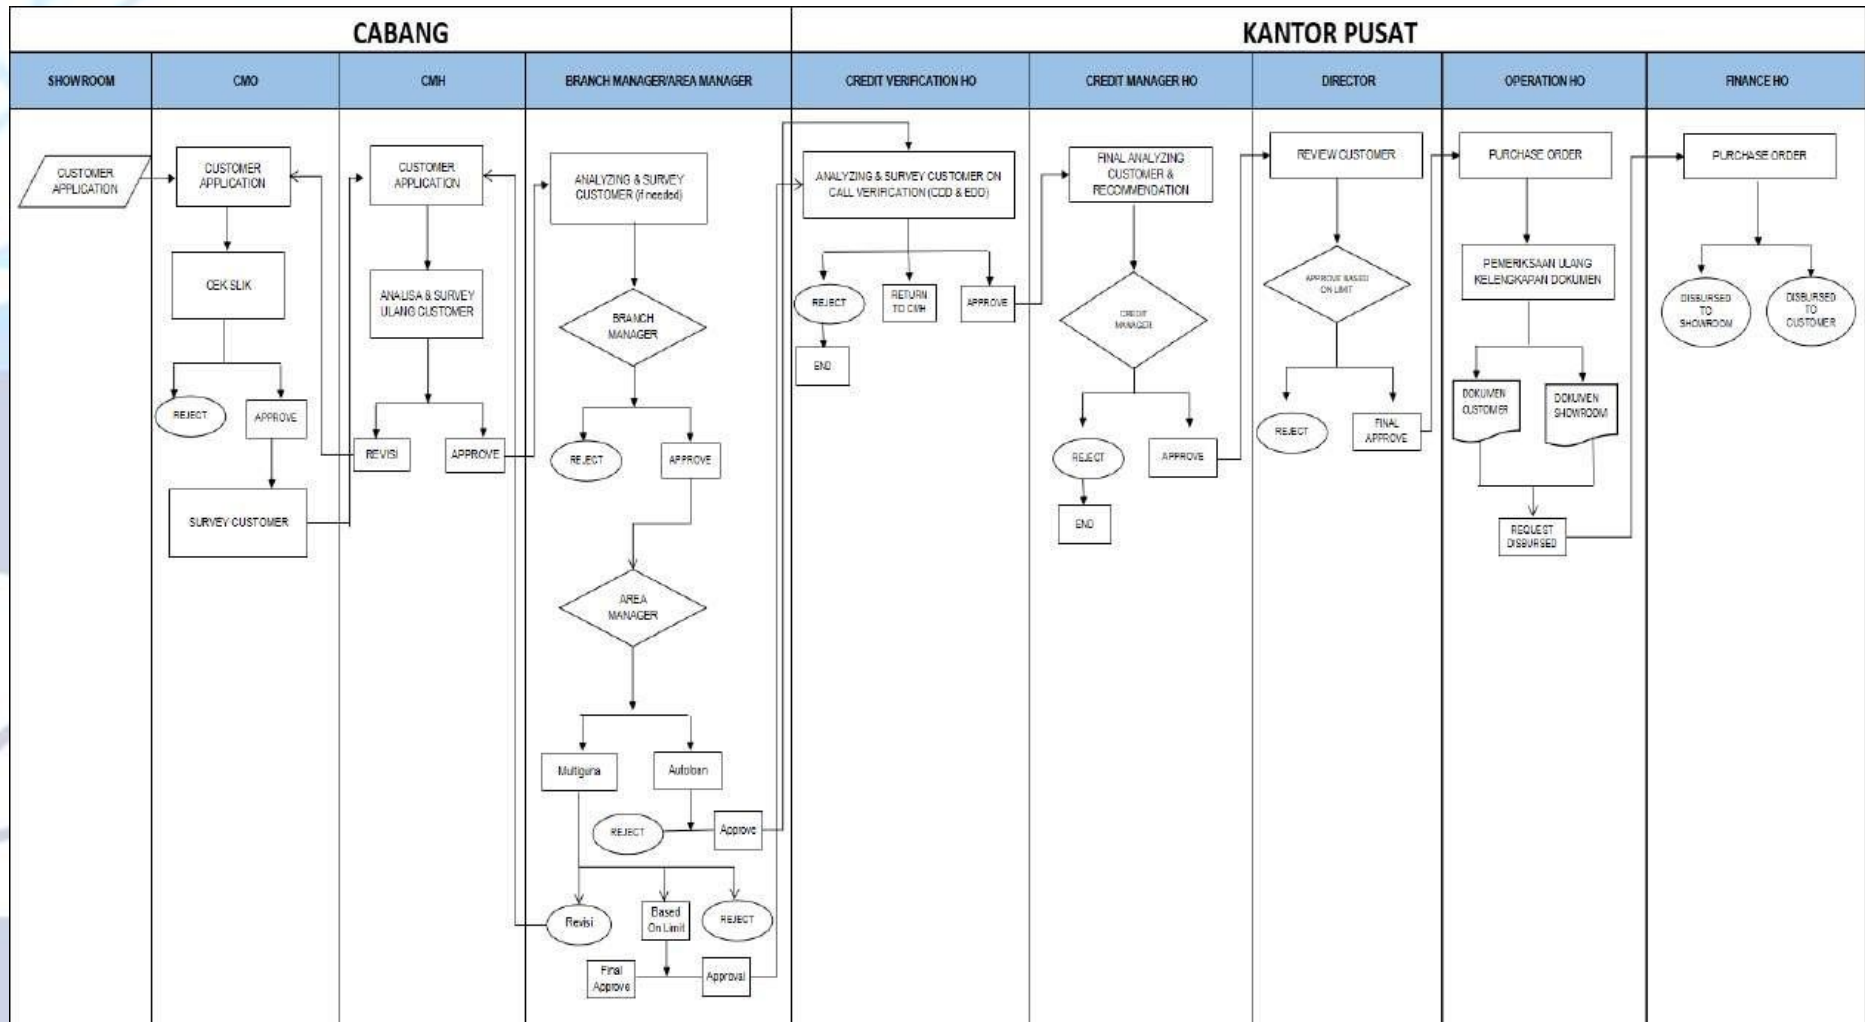 CABANG
KANTOR PUSAT
SHOWROOM
CMO
CMH
BRANCH MANAGER/AREA MANAGER
CREDIT VERIFICATION HO
CREDIT MANAGER HO
DIRECTOR
OPERATION HO
FINANCE HO
CUSTOMER
APPLICATION
CUSTOMER
APPLICATION
CEK SLIK
REJECT
APPROVE
SURVEY CUSTOMER
CUSTOMER
APPLICATION
ANALISA & SURVEY
ULANG CUSTOMER
REVISI
APPROVE
ANALYZING & SURVEY
CUSTOMER (if needed)
BRANCH
MANAGER
REJECT
APPROVE
AREA
MANAGER
Multiguna
Autoloan
REJECT
Approve
Revisi
Based
On Limit
REJECT
Final
Approve
Approval
ANALYZING & SURVEY CUSTOMER ON
CALL VERIFICATION (CDD & EDD)
REJECT
RETURN
TO CMH
APPROVE
END
FINAL ANALYZING
CUSTOMER &
RECOMMENDATION
CREDIT
MANAGER
REJECT
APPROVE
END
REVIEW CUSTOMER
APPROVE BASED
ON LIMIT
REJECT
FINAL
APPROVE
PURCHASE ORDER
PEMERIKSAAN ULANG
KELENGKAPAN DOKUMEN
DOKUMEN
CUSTOMER
DOKUMEN
SHOWROOM
REQUEST
DISBURSED
PURCHASE ORDER
DISBURSED
TO
SHOWROOM
DISBURSED
TO
CUSTOMER